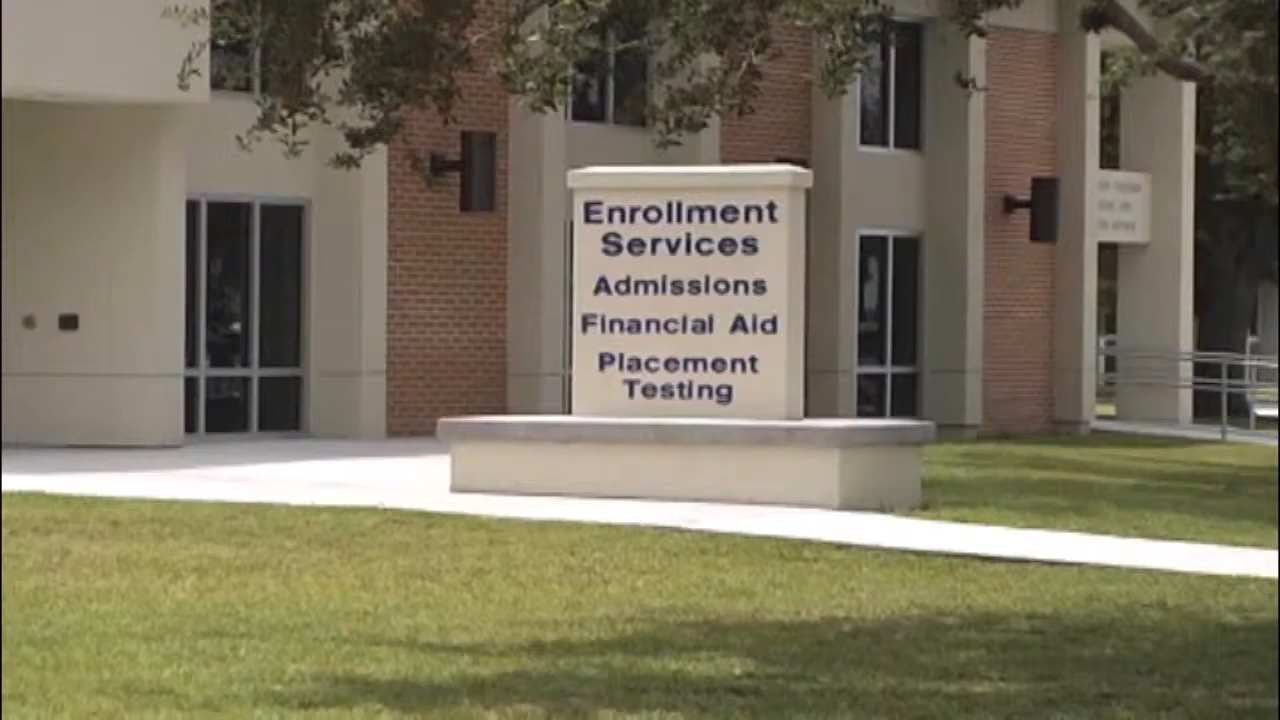 Enrollment
Services
Admissions
Financial Aid
Placement
Testing